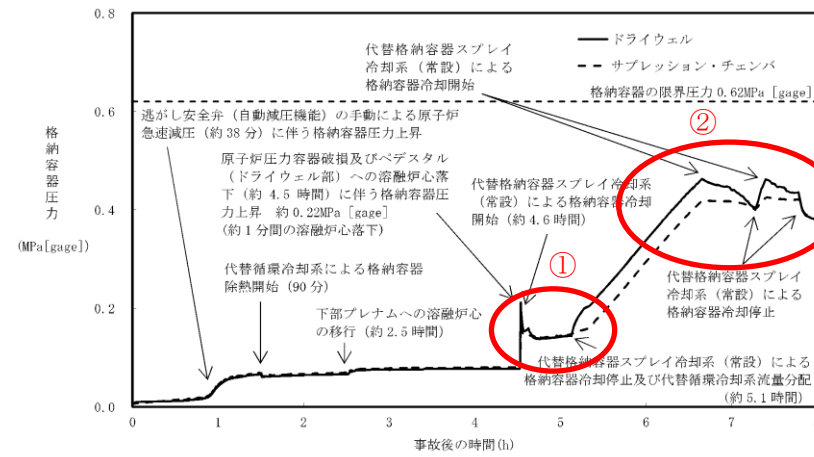 0.8
0.6
0.4
0.2
0.0
格納容器圧力
(MPa[gage])
代替格納容器スプレイ
冷却系(常設)による
格納容器冷却開始
ドライウェル
サプレッション・チェンバ
格納容器の限界圧力 0.62MPa [gage]
逃がし安全弁(自動減圧機能)の手動による原子炉
急速減圧(約38分)に伴う格納容器圧力上昇
原子炉圧力容器破損及びペデスタル
(ドライウェル部)への溶融炉心落
下(約 4.5 時間)に伴う格納容器圧
力上昇 約 0.22MPa [gage]
(約1分間の溶融炉心落下)
代替格納容器スプレイ冷却系
(常設)による格納容器冷却
開始(約4.6時間)
①
②
代替循環冷却系による格納容器
除熱開始(90分)
下部プレナムへの溶融炉心
の移行(約2.5時間)
代替格納容器スプレイ
冷却系(常設)による
格納容器冷却停止
代替格納容器スプレイ冷却系(常設)による
格納容器冷却停止及び代替循環冷却系流量分配
(約5.1時間)
0 1 2 3 4 5 6 7
事故後の時間(h)